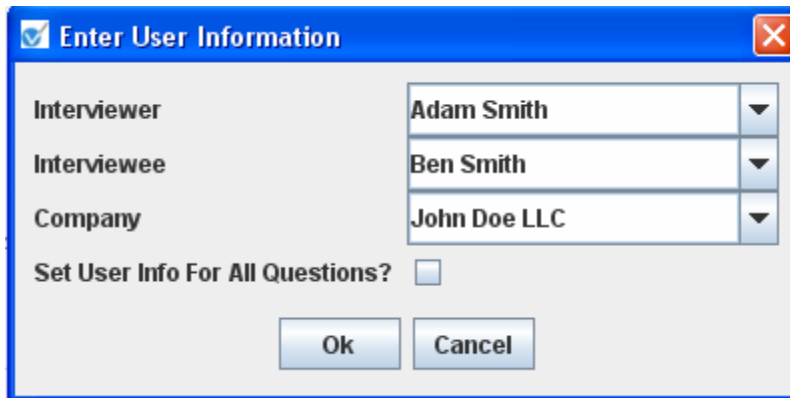 Enter User Information
Interviewer Adam Smith
Interviewee Ben Smith
Company John Doe LLC
Set User Info For All Questions?
Ok Cancel